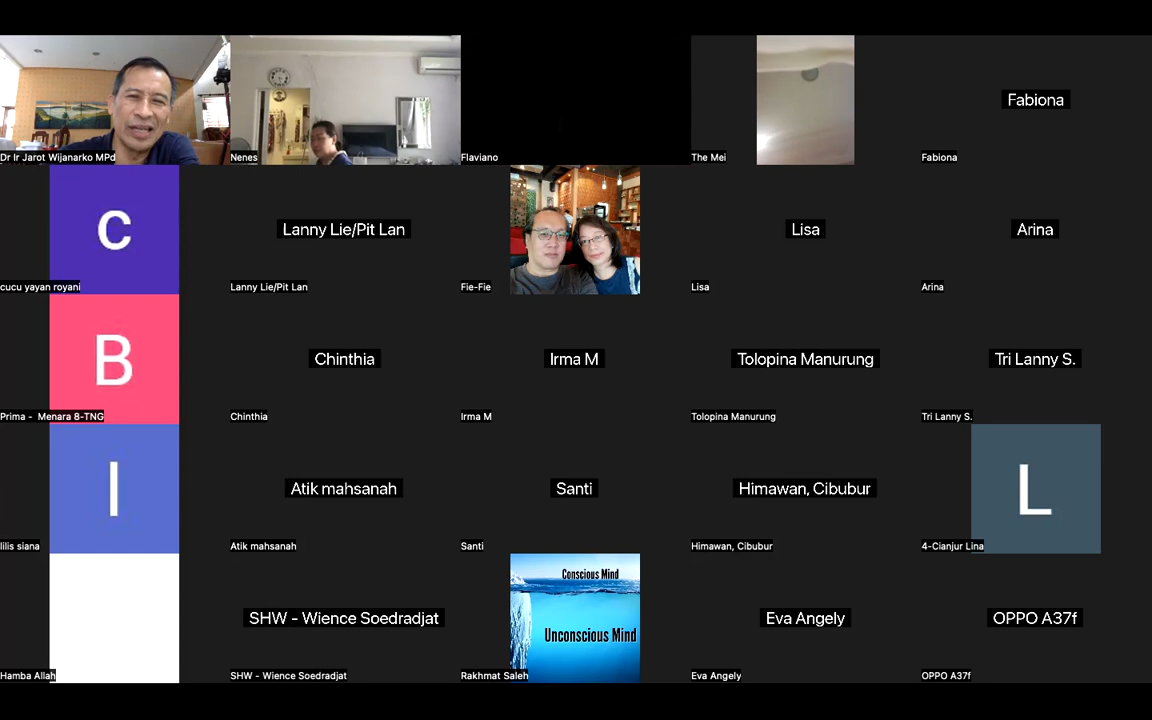 Dr Ir Jarot Wijanarko MPd
Nenes
Flaviano
The Mei
Fabiona
Fabiona
C
cucu yayan royani
Lanny Lie/Pit Lan
Lanny Lie/Pit Lan
Fie-Fie
Lisa
Lisa
Arina
Arina
B
Prima - Menara 8-TNG
Chinthia
Chinthia
Irma M
Irma M
Tolopina Manurung
Tolopina Manurung
Tri Lanny S.
Tri Lanny S.
l
lilis siana
Atik mahsanah
Atik mahsanah
Santi
Santi
Himawan, Cibubur
Himawan, Cibubur
L
4-Cianjur Lina
Hamba Allah
SHW - Wience Soedradjat
SHW - Wience Soedradjat
Conscious Mind
Unconscious Mind
Rakhmat Saleh
Eva Angely
Eva Angely
OPPO A37f
OPPO A37f